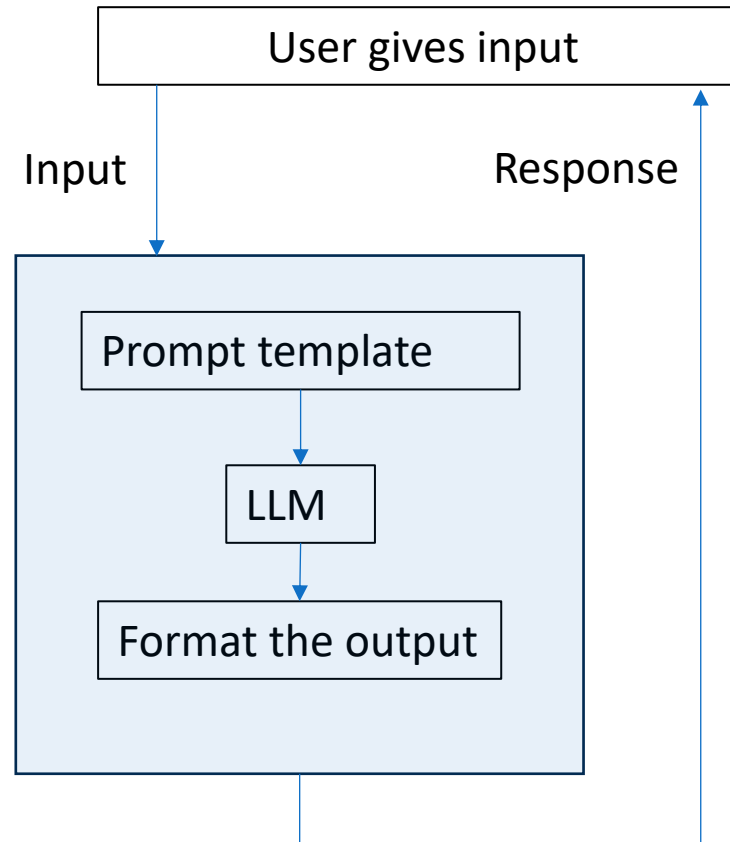 User gives input
Input
Response
Prompt template
LLM
Format the output